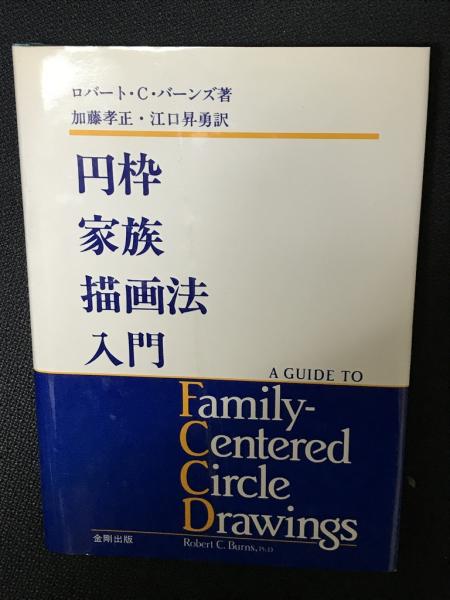 ロバート・C・バーンズ著
加藤孝正・江口昇勇訳
円枠
家族
描画法
入門
A GUIDE TO
Family-
Centered
Circle
Drawings
Robert C. Burns, Ph.D
金剛出版